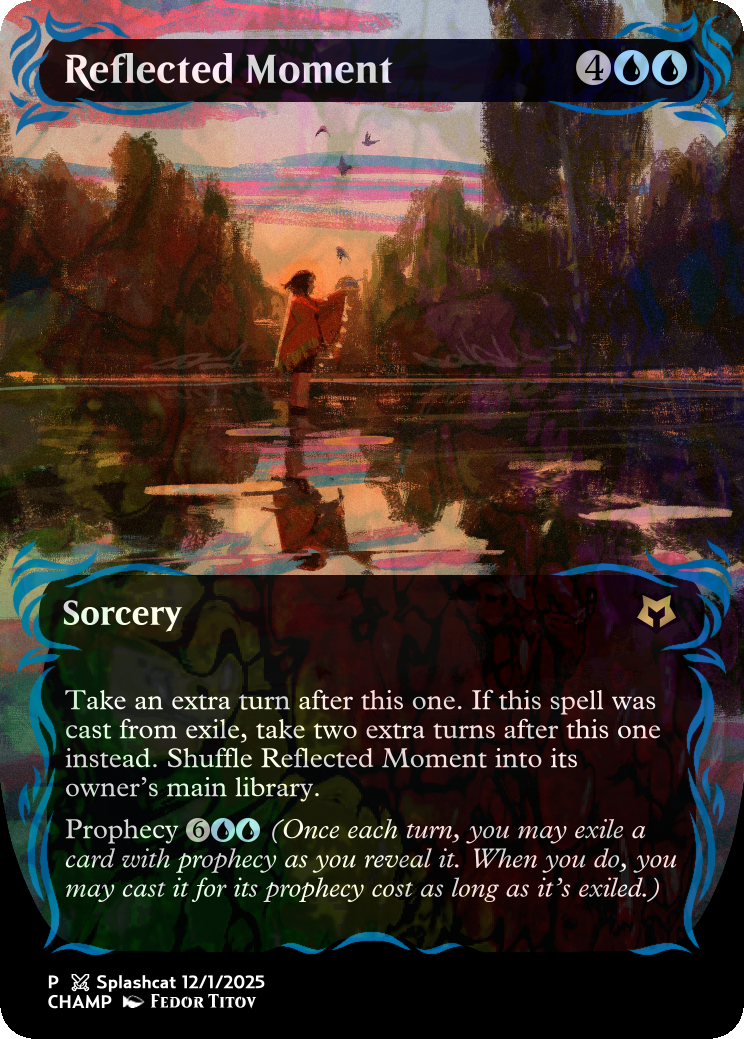 Reflected Moment 4
Sorcery
Take an extra turn after this one. If this spell was
cast from exile, take two extra turns after this one
instead. Shuffle Reflected Moment into its
owner's main library.
Prophecy 6 (Once each turn, you may exile a
card with prophecy as you reveal it. When you do, you
may cast it for its prophecy cost as long as it's exiled.)
P Splashcat 12/1/2025
CHAMP Fedor Titov